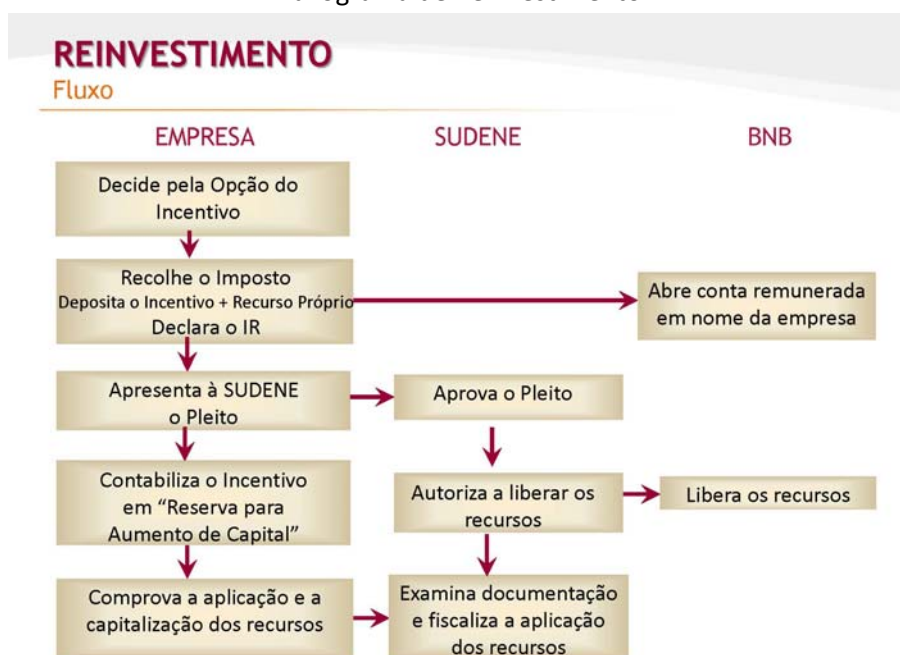 REINVESTIMENTO
Fluxo
EMPRESA
SUDENE
BNB
Decide pela Opção do
Incentivo
Recolhe o Imposto
Deposita o Incentivo + Recurso Próprio
Declara o IR
Abre conta remunerada
em nome da empresa
Apresenta à SUDENE
o Pleito
Aprova o Pleito
Contabiliza o Incentivo
em “Reserva para
Aumento de Capital”
Autoriza a liberar os
recursos
Libera os recursos
Comprova a aplicação e a
capitalização dos recursos
Examina documentação
e fiscaliza a aplicação
dos recursos